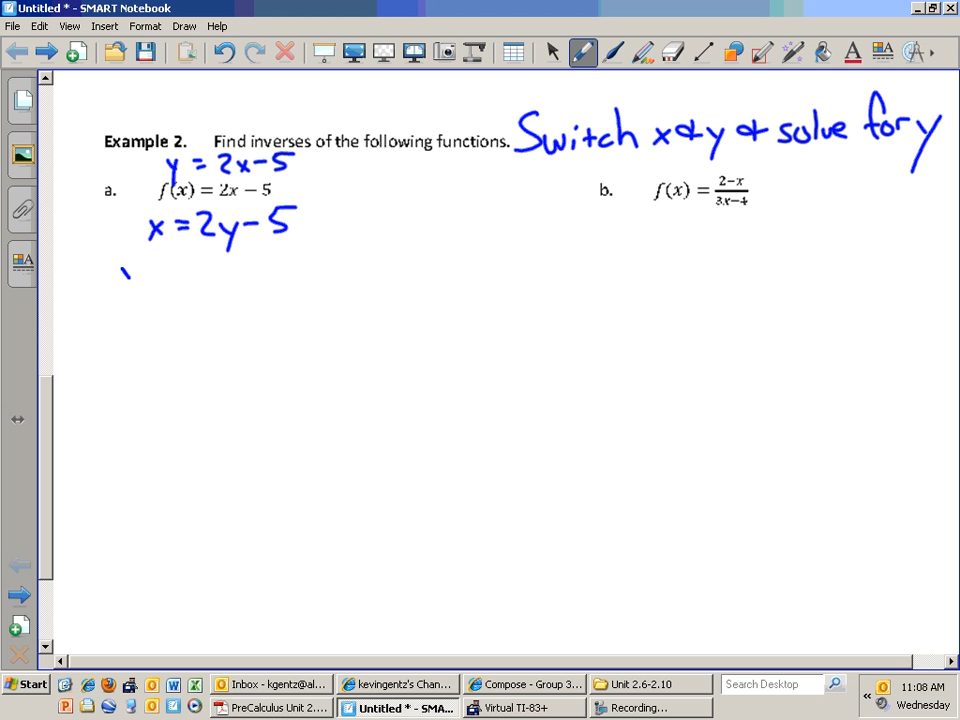 Untitled * - SMART Notebook
File Edit View Insert Format Draw Help
Switch x & y & solve for y
Example 2. Find inverses of the following functions.
y = 2x - 5
a. f(x) = 2x − 5
b. f(x) = 2−x / 3x−4
x = 2y - 5
Start
Inbox - kgentz@al...
kevingentz's Chan...
Compose - Group 3...
Unit 2.6-2.10
Search Desktop
11:08 AM
PreCalculus Unit 2....
Untitled * - SMA...
Virtual TI-83+
Recording...
Wednesday